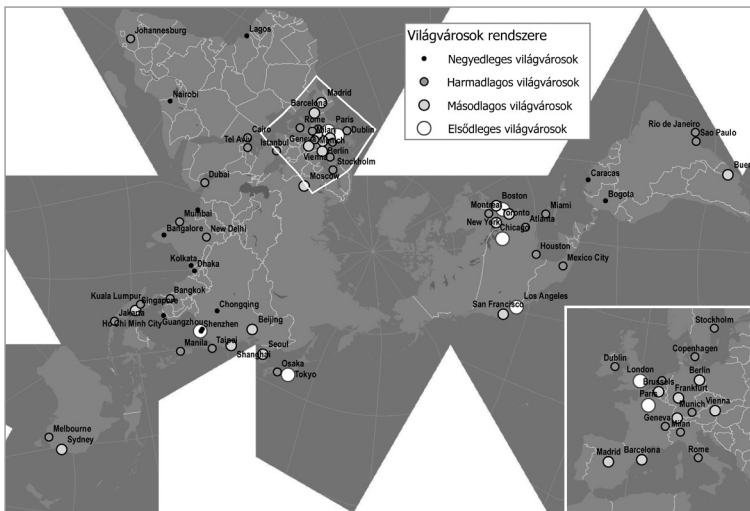 Világvárosok rendszere
Negyedleges világvárosok
Harmadlagos világvárosok
Másodlagos világvárosok
Elsődleges világvárosok
Johannesburg
Lagos
Nairobi
Madrid
Barcelona
Rome
Milan
Paris
Dublin
Geneva
Munich
Berlin
Vienna
Stockholm
Moscow
Cairo
Tel Aviv
Istanbul
Dubai
Mumbai
Bangalore
New Delhi
Kolkata
Dhaka
Bangkok
Kuala Lumpur
Singapore
Jakarta
Ho Chi Minh City
Chongqing
Guangzhou
Shenzhen
Beijing
Manila
Taipai
Shanghai
Seoul
Osaka
Tokyo
Melbourne
Sydney
Rio de Janeiro
Sao Paulo
Buen
Caracas
Bogota
Boston
Montreal
Toronto
New York
Chicago
Miami
Atlanta
Houston
Mexico City
Los Angeles
San Francisco
Stockholm
Dublin
Copenhagen
London
Berlin
Brussels
Frankfurt
Paris
Munich
Vienna
Geneva
Milan
Madrid
Barcelona
Rome